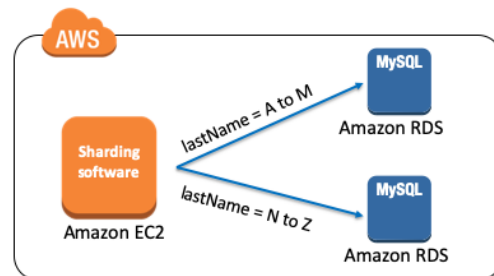 AWS
MySQL
Amazon RDS
lastName = A to M
Sharding
software
Amazon EC2
lastName = N to Z
MySQL
Amazon RDS